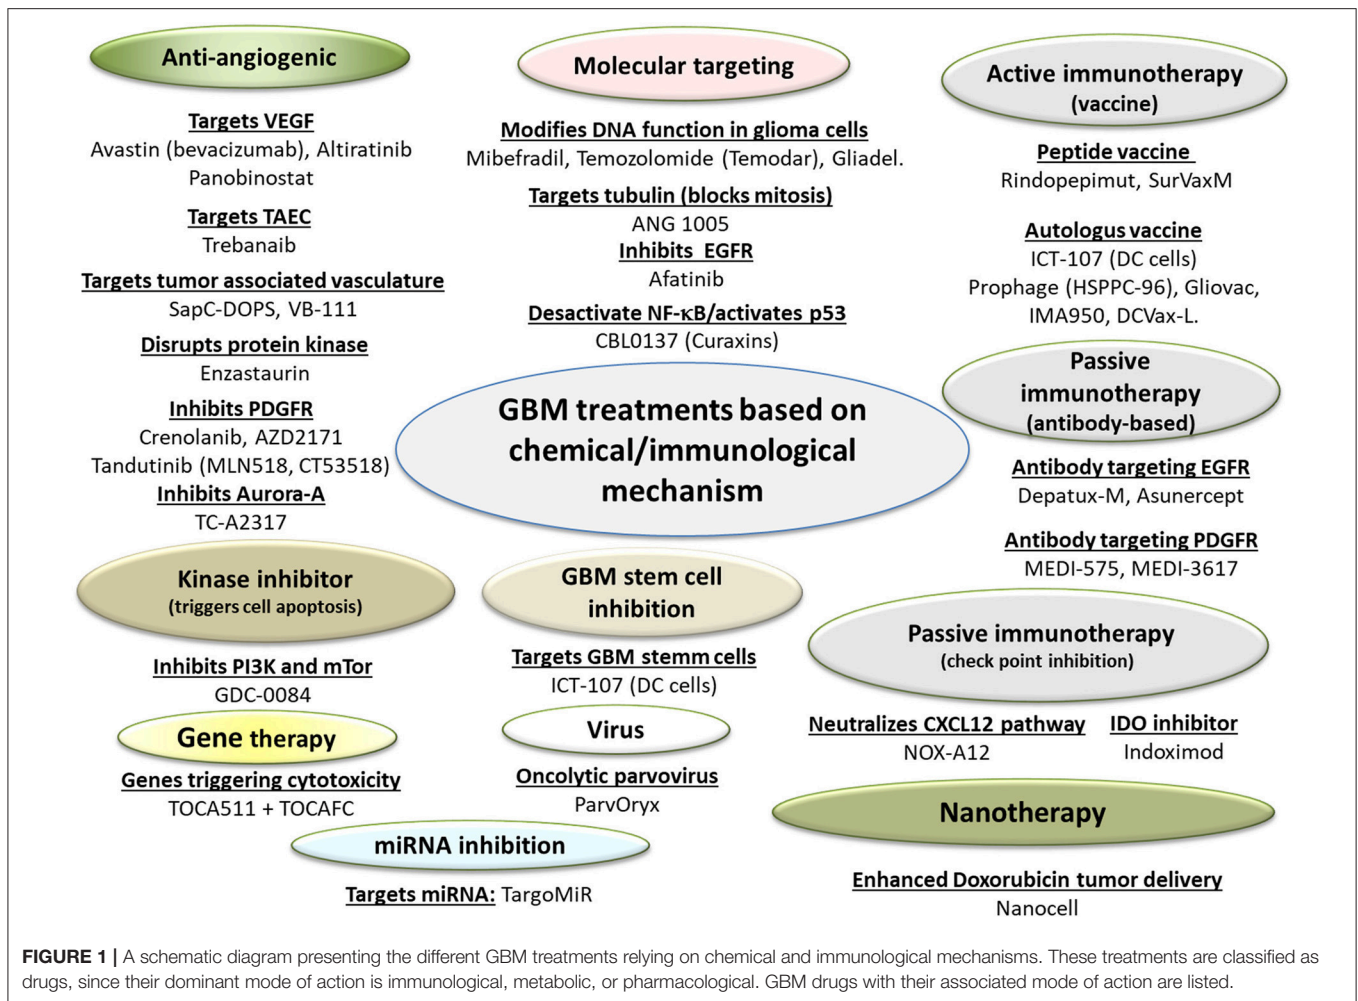 Anti-angiogenic
Targets VEGF
Avastin (bevacizumab), Altiratinib
Panobinostat
Targets TAEC
Trebanaib
Targets tumor associated vasculature
SapC-DOPS, VB-111
Disrupts protein kinase
Enzastaurin
Inhibits PDGFR
Crenolanib, AZD2171
Tandutinib (MLN518, CT53518)
Inhibits Aurora-A
TC-A2317
Molecular targeting
Modifies DNA function in glioma cells
Mibefradil, Temozolomide (Temodar), Gliadel.
Targets tubulin (blocks mitosis)
ANG 1005
Inhibits EGFR
Afatinib
Desactivate NF-κB/activates p53
CBL0137 (Curaxins)
Active immunotherapy
(vaccine)
Peptide vaccine
Rindopepimut, SurVaxM
Autologus vaccine
ICT-107 (DC cells)
Prophage (HSPPC-96), Gliovac,
IMA950, DCVax-L.
GBM treatments based on
chemical/immunological
mechanism
Passive
immunotherapy
(antibody-based)
Antibody targeting EGFR
Depatux-M, Asunercept
Antibody targeting PDGFR
MEDI-575, MEDI-3617
Kinase inhibitor
(triggers cell apoptosis)
Inhibits PI3K and mTor
GDC-0084
GBM stem cell
inhibition
Targets GBM stemm cells
ICT-107 (DC cells)
Passive immunotherapy
(check point inhibition)
Neutralizes CXCL12 pathway
NOX-A12
IDO inhibitor
Indoximod
Gene therapy
Genes triggering cytotoxicity
TOCA511 + TOCAFC
Virus
Oncolytic parvovirus
ParvOryx
miRNA inhibition
Targets miRNA: TargoMiR
Nanotherapy
Enhanced Doxorubicin tumor delivery
Nanocell
FIGURE 1 | A schematic diagram presenting the different GBM treatments relying on chemical and immunological mechanisms. These treatments are classified as
drugs, since their dominant mode of action is immunological, metabolic, or pharmacological. GBM drugs with their associated mode of action are listed.